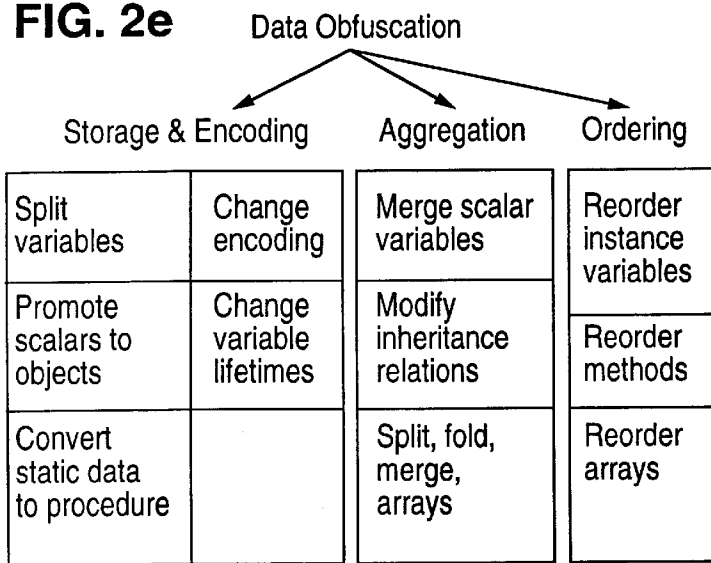 FIG. 2e
Data Obfuscation
Storage & Encoding
Aggregation
Ordering
Split
variables
Change
encoding
Merge scalar
variables
Reorder
instance
variables
Promote
scalars to
objects
Change
variable
lifetimes
Modify
inheritance
relations
Reorder
methods
Convert
static data
to procedure
Split, fold,
merge,
arrays
Reorder
arrays